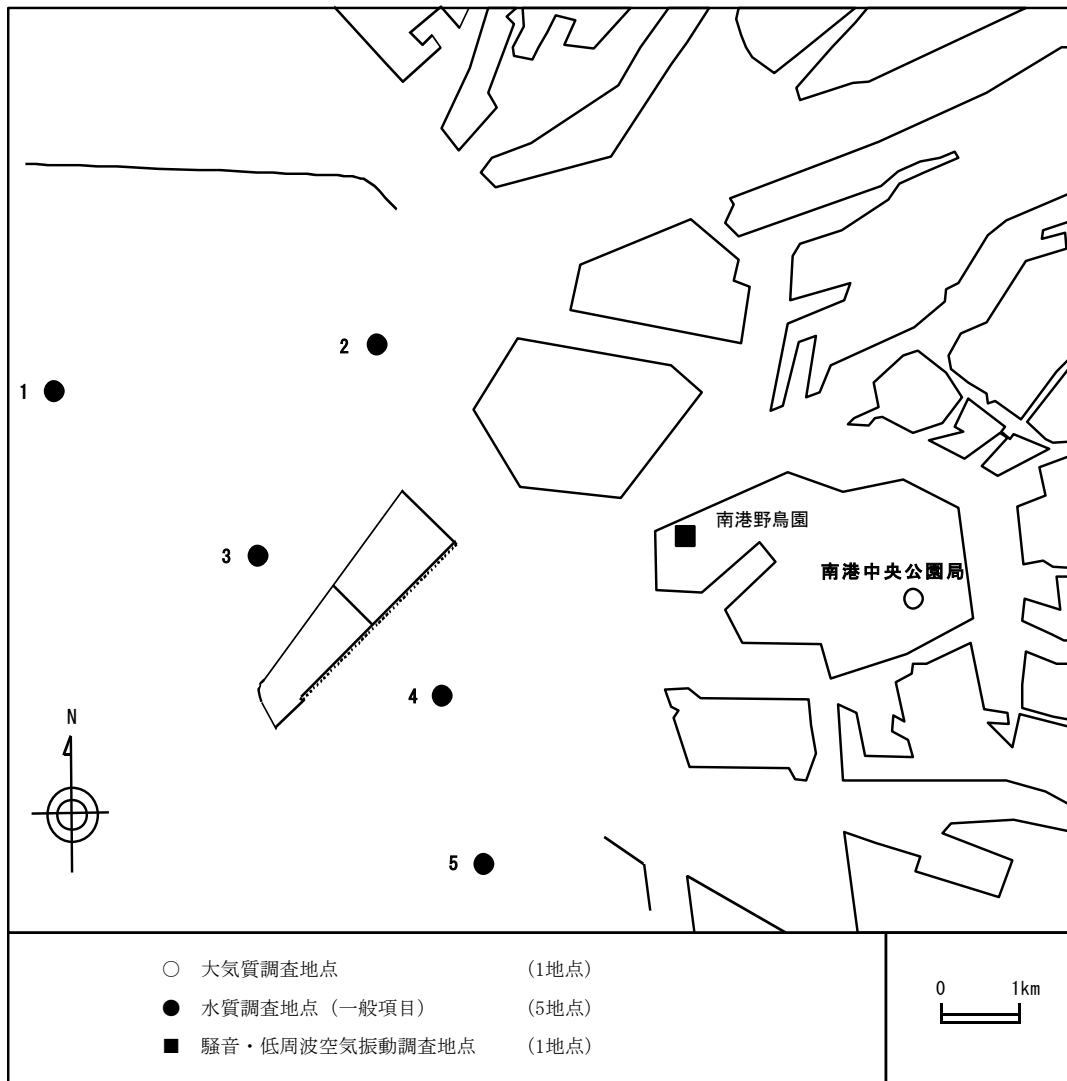 2
1
南港野鳥園
3
南港中央公園局
4
N
5
○ 大気質調査地点 (1地点)
● 水質調査地点 (一般項目) (5地点)
■ 騒音・低周波空気振動調査地点 (1地点)
0 1km